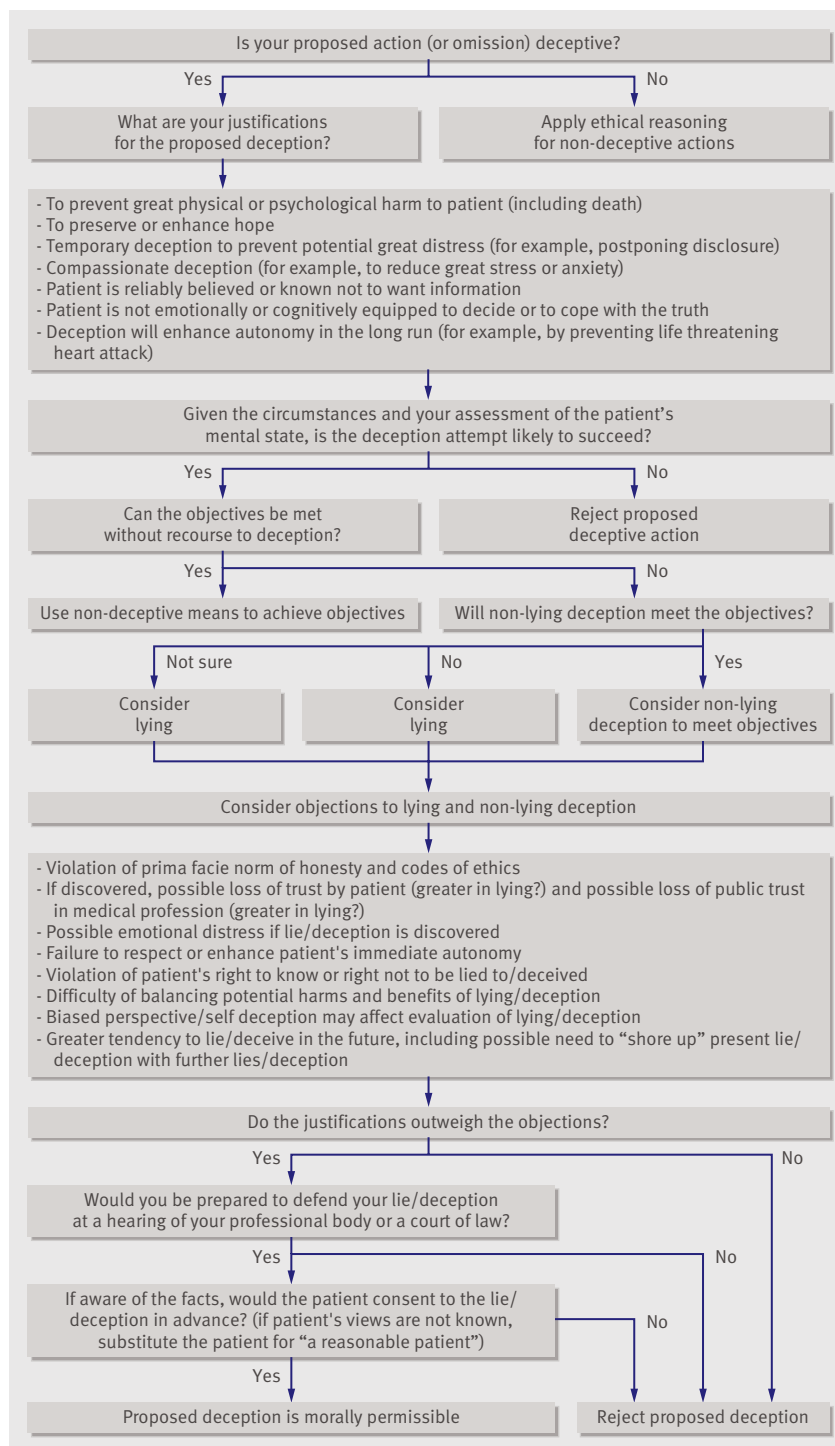 Is your proposed action (or omission) deceptive?
Yes
No
What are your justifications
for the proposed deception?
Apply ethical reasoning
for non-deceptive actions
- To prevent great physical or psychological harm to patient (including death)
- To preserve or enhance hope
- Temporary deception to prevent potential great distress (for example, postponing disclosure)
- Compassionate deception (for example, to reduce great stress or anxiety)
- Patient is reliably believed or known not to want information
- Patient is not emotionally or cognitively equipped to decide or to cope with the truth
- Deception will enhance autonomy in the long run (for example, by preventing life threatening
heart attack)
Given the circumstances and your assessment of the patient’s
mental state, is the deception attempt likely to succeed?
Yes
No
Can the objectives be met
without recourse to deception?
Reject proposed
deceptive action
Yes
No
Use non-deceptive means to achieve objectives
Will non-lying deception meet the objectives?
Not sure
No
Yes
Consider
lying
Consider
lying
Consider non-lying
deception to meet objectives
Consider objections to lying and non-lying deception
- Violation of prima facie norm of honesty and codes of ethics
- If discovered, possible loss of trust by patient (greater in lying?) and possible loss of public trust
in medical profession (greater in lying?)
- Possible emotional distress if lie/deception is discovered
- Failure to respect or enhance patient's immediate autonomy
- Violation of patient's right to know or right not to be lied to/deceived
- Difficulty of balancing potential harms and benefits of lying/deception
- Biased perspective/self deception may affect evaluation of lying/deception
- Greater tendency to lie/deceive in the future, including possible need to “shore up” present lie/
deception with further lies/deception
Do the justifications outweigh the objections?
Yes
No
Would you be prepared to defend your lie/deception
at a hearing of your professional body or a court of law?
Yes
No
If aware of the facts, would the patient consent to the lie/
deception in advance? (if patient's views are not known,
substitute the patient for “a reasonable patient”)
No
Yes
Proposed deception is morally permissible
Reject proposed deception